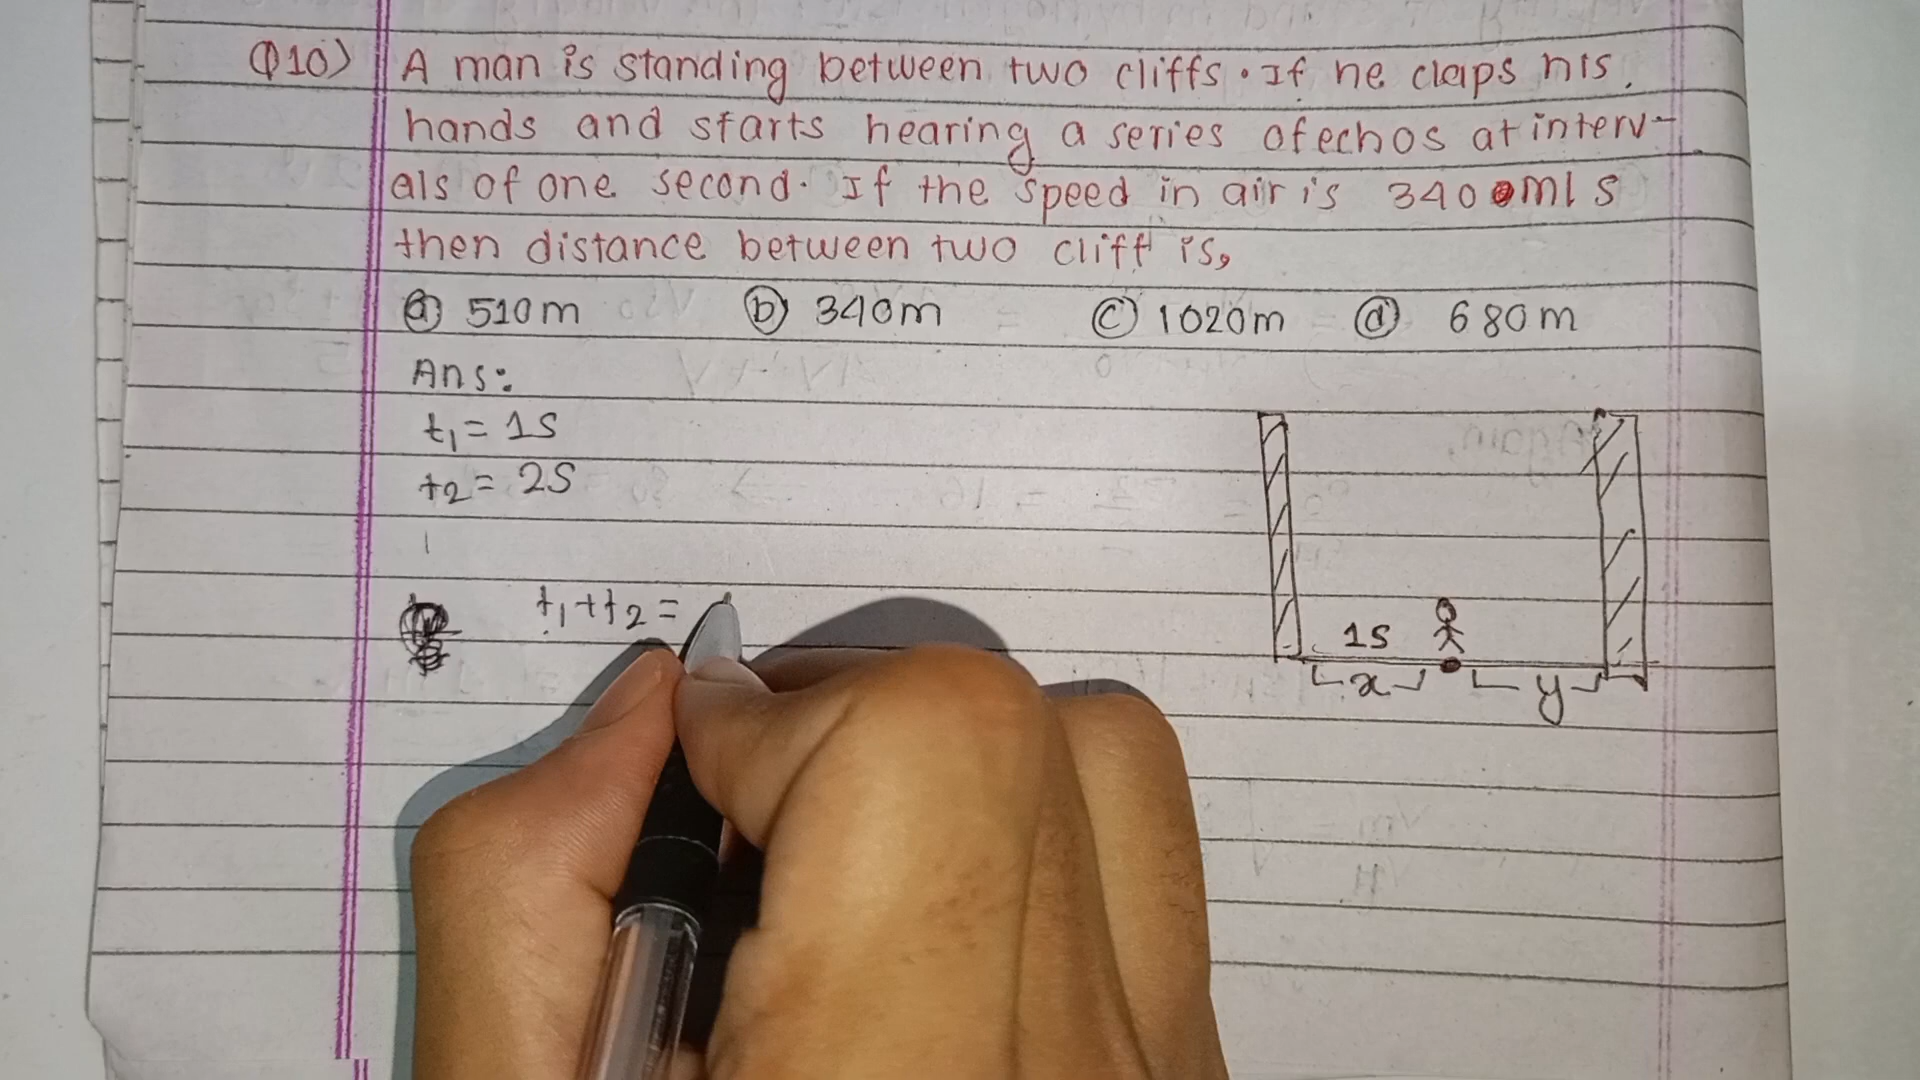 Q10) A man is standing between two cliffs. If he claps his
hands and starts hearing a series of echos at interv-
als of one second. If the speed in air is 340 m/s
then distance between two cliff is,
a) 510m b) 340m c) 1020m d) 680m
Ans:
t1 = 1S
t2 = 2S
t1+t2 =
1S
x y